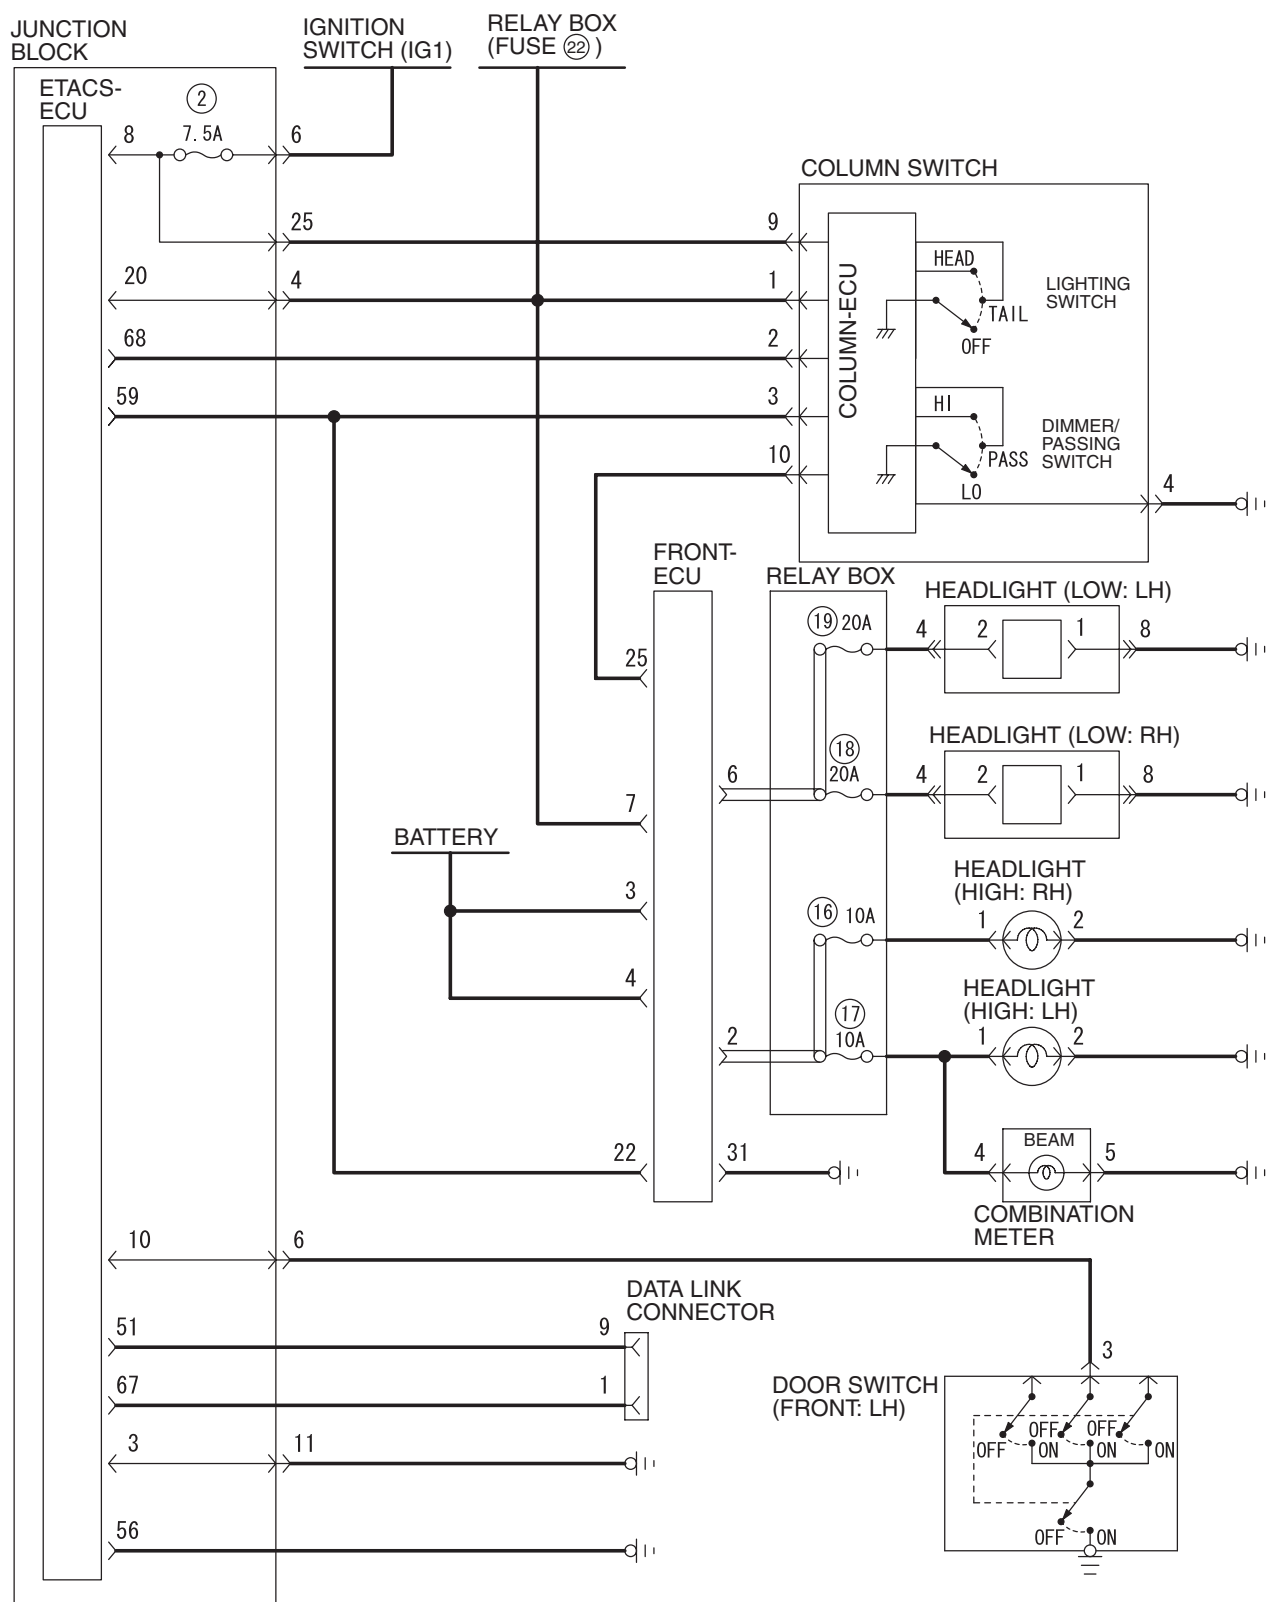 JUNCTION
BLOCK
IGNITION
SWITCH (IG1)
RELAY BOX
(FUSE 22)
ETACS-
ECU
2
7.5A
8
6
25
9
20
4
1
68
2
59
3
10
COLUMN SWITCH
COLUMN-ECU
HEAD
TAIL
OFF
LIGHTING
SWITCH
HI
PASS
LO
DIMMER/
PASSING
SWITCH
4
FRONT-
ECU
RELAY BOX
25
7
BATTERY
3
4
22
6
2
31
19 20A
18
20A
16 10A
17
10A
HEADLIGHT (LOW: LH)
4 2 1 8
HEADLIGHT (LOW: RH)
4 2 1 8
HEADLIGHT
(HIGH: RH)
1 2
HEADLIGHT
(HIGH: LH)
1 2
4 BEAM 5
COMBINATION
METER
10 6
DATA LINK
CONNECTOR
51 9
67 1
3 11
56
3
DOOR SWITCH
(FRONT: LH)
OFF ON OFF ON OFF ON
OFF ON